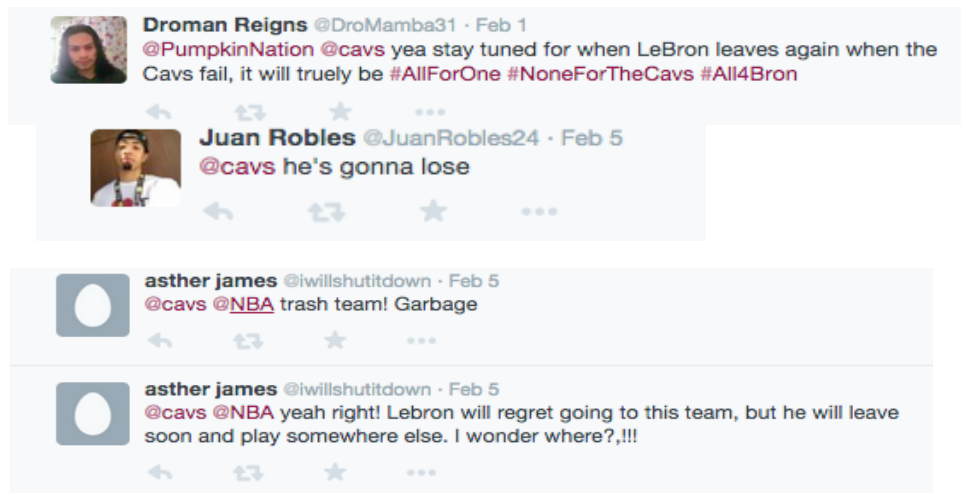 Droman Reigns @DroMamba31 · Feb 1
@PumpkinNation @cavs yea stay tuned for when LeBron leaves again when the
Cavs fail, it will truely be #AllForOne #NoneForTheCavs #All4Bron
Juan Robles @JuanRobles24 · Feb 5
@cavs he's gonna lose
asther james @iwillshutitdown · Feb 5
@cavs @NBA trash team! Garbage
asther james @iwillshutitdown · Feb 5
@cavs @NBA yeah right! Lebron will regret going to this team, but he will leave
soon and play somewhere else. I wonder where?,!!!